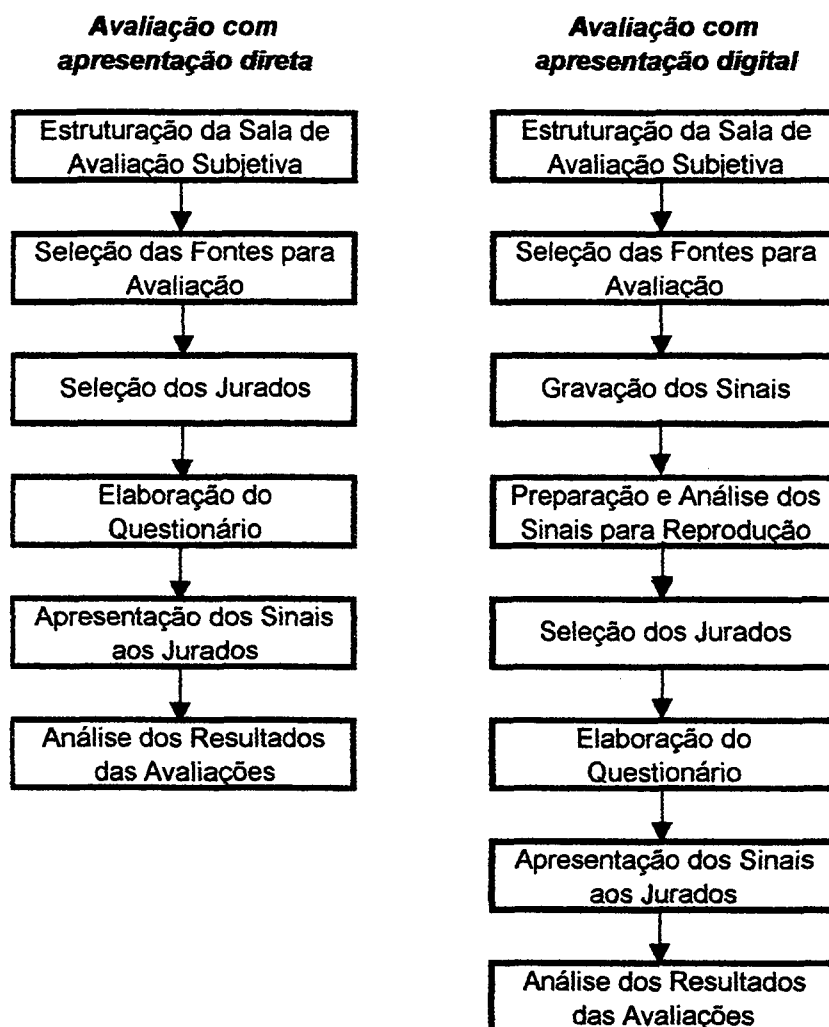 Avaliação com
apresentação direta
Estruturação da Sala de
Avaliação Subjetiva
Seleção das Fontes para
Avaliação
Seleção dos Jurados
Elaboração do
Questionário
Apresentação dos Sinais
aos Jurados
Análise dos Resultados
das Avaliações
Avaliação com
apresentação digital
Estruturação da Sala de
Avaliação Subjetiva
Seleção das Fontes para
Avaliação
Gravação dos Sinais
Preparação e Análise dos
Sinais para Reprodução
Seleção dos Jurados
Elaboração do
Questionário
Apresentação dos Sinais
aos Jurados
Análise dos Resultados
das Avaliações